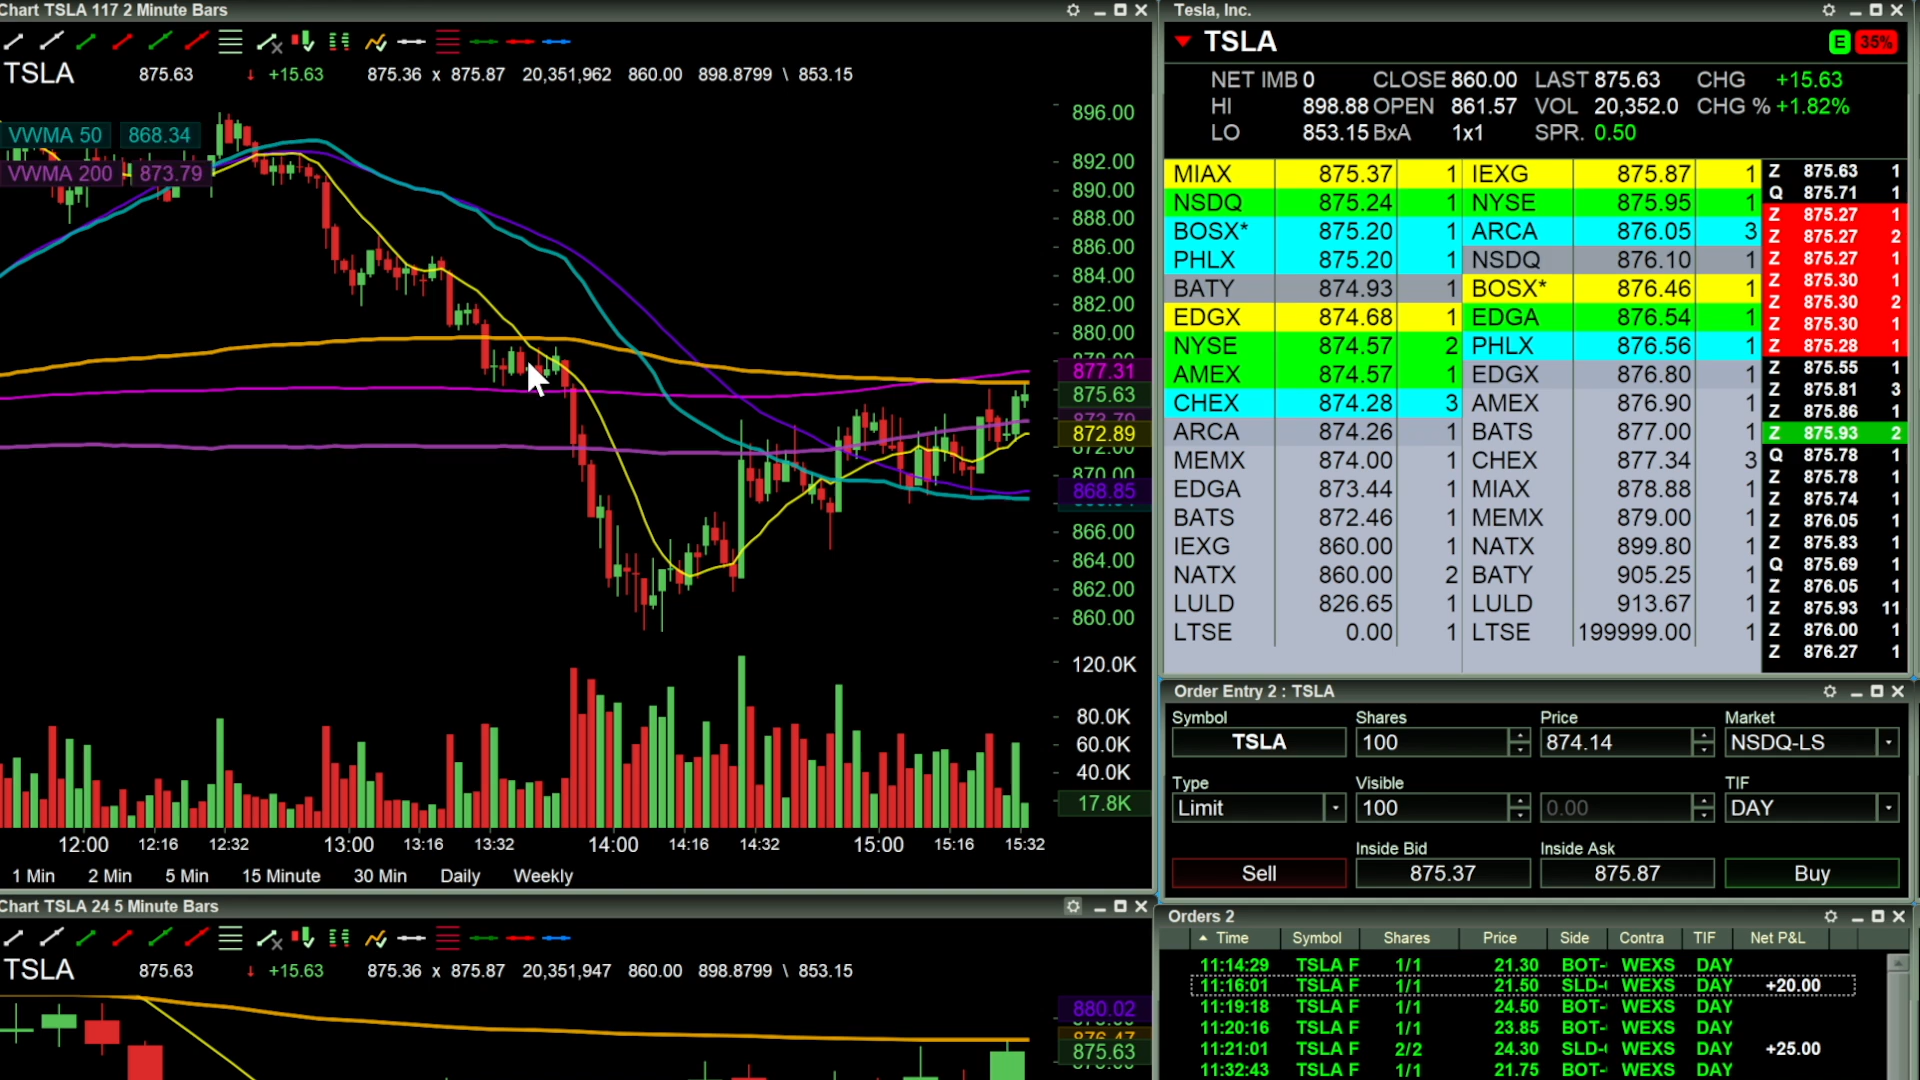 Chart TSLA 117 2 Minute Bars
TSLA 875.63 ↓ +15.63 875.36 x 875.87 20,351,962 860.00 898.8799 \ 853.15
VWMA 50 868.34
VWMA 200 873.79
896.00
892.00
890.00
888.00
886.00
884.00
882.00
880.00
877.31
875.63
873.79
872.89
872.00
870.00
868.85
866.00
864.00
862.00
860.00
120.0K
80.0K
60.0K
40.0K
17.8K
12:00 12:16 12:32 13:00 13:16 13:32 14:00 14:16 14:32 15:00 15:16 15:32
1 Min 2 Min 5 Min 15 Minute 30 Min Daily Weekly
Chart TSLA 24 5 Minute Bars
TSLA 875.63 ↓ +15.63 875.36 x 875.87 20,351,947 860.00 898.8799 \ 853.15
880.02
876.47
875.63
Tesla, Inc.
TSLA E 35%
NET IMB 0 CLOSE 860.00 LAST 875.63 CHG +15.63
HI 898.88 OPEN 861.57 VOL 20,352.0 CHG % +1.82%
LO 853.15 BxA 1x1 SPR. 0.50
MIAX 875.37 1 IEXG 875.87 1
NSDQ 875.24 1 NYSE 875.95 1
BOSX* 875.20 1 ARCA 876.05 3
PHLX 875.20 1 NSDQ 876.10 1
BATY 874.93 1 BOSX* 876.46 1
EDGX 874.68 1 EDGA 876.54 1
NYSE 874.57 2 PHLX 876.56 1
AMEX 874.57 1 EDGX 876.80 1
CHEX 874.28 3 AMEX 876.90 1
ARCA 874.26 1 BATS 877.00 1
MEMX 874.00 1 CHEX 877.34 3
EDGA 873.44 1 MIAX 878.88 1
BATS 872.46 1 MEMX 879.00 1
IEXG 860.00 1 NATX 899.80 1
NATX 860.00 2 BATY 905.25 1
LULD 826.65 1 LULD 913.67 1
LTSE 0.00 1 LTSE 199999.00 1
Z 875.63 1
Q 875.71 1
Z 875.27 1
Z 875.27 2
Z 875.27 1
Z 875.30 1
Z 875.30 2
Z 875.30 1
Z 875.28 1
Z 875.55 1
Z 875.81 3
Z 875.86 1
Z 875.93 2
Q 875.78 1
Z 875.78 1
Z 875.74 1
Z 876.05 1
Z 875.83 1
Q 875.69 1
Z 876.05 1
Z 875.93 11
Z 876.00 1
Z 876.27 1
Order Entry 2 : TSLA
Symbol Shares Price Market
TSLA 100 874.14 NSDQ-LS
Type Visible TIF
Limit 100 0.00 DAY
Inside Bid Inside Ask
Sell 875.37 875.87 Buy
Orders 2
Time Symbol Shares Price Side Contra TIF Net P&L
11:14:29 TSLA F 1/1 21.30 BOT- WEXS DAY
11:16:01 TSLA F 1/1 21.50 SLD-( WEXS DAY +20.00
11:19:18 TSLA F 1/1 24.50 BOT- WEXS DAY
11:20:16 TSLA F 1/1 23.85 BOT- WEXS DAY
11:21:01 TSLA F 2/2 24.30 SLD-( WEXS DAY +25.00
11:32:43 TSLA F 1/1 21.75 BOT- WEXS DAY